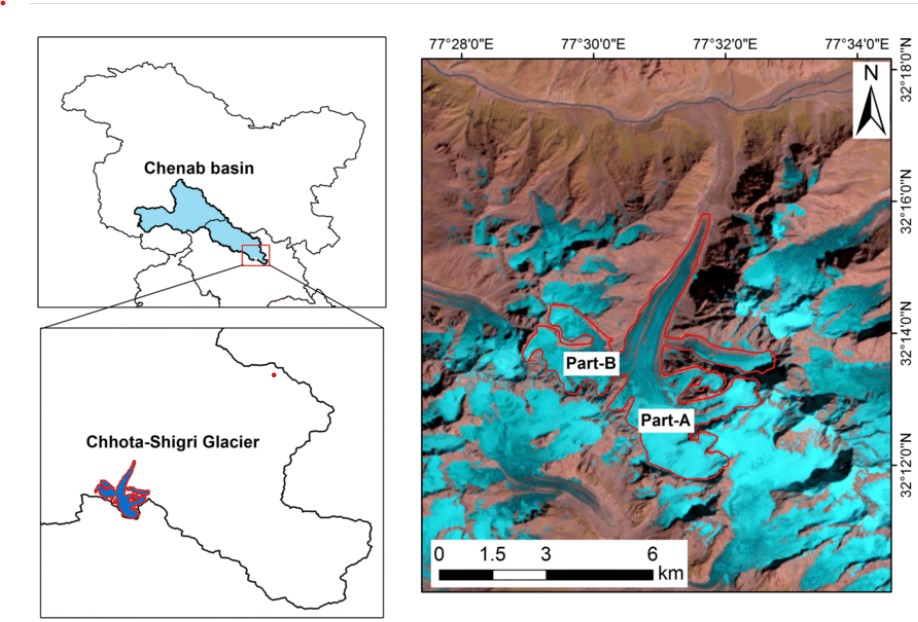 Chenab basin
Chhota-Shigri Glacier
77°28'0"E 77°30'0"E 77°32'0"E 77°34'0"E
32°18'0"N
N
32°16'0"N
32°14'0"N
Part-B
Part-A
32°12'0"N
0 1.5 3 6
km